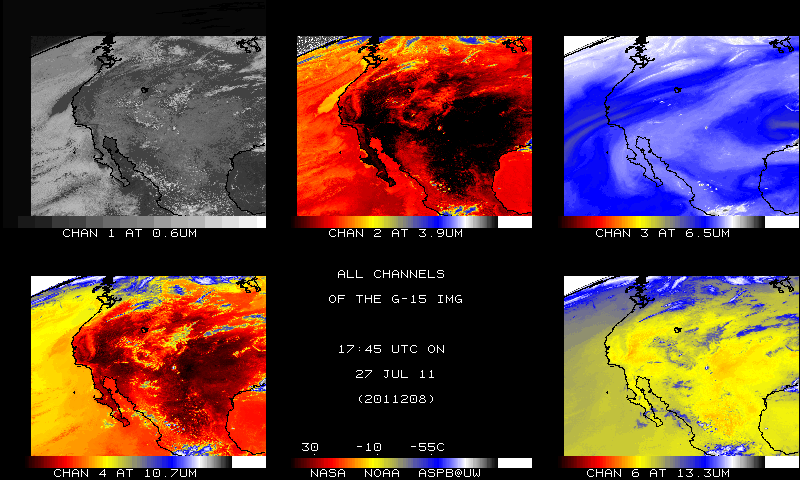 CHAN 1 AT 0.6UM
CHAN 2 AT 3.9UM
CHAN 3 AT 6.5UM
ALL CHANNELS
OF THE G-15 IMG
17:45 UTC ON
27 JUL 11
(2011208)
30 -10 -55C
CHAN 4 AT 10.7UM
NASA NOAA ASPB@UW
CHAN 6 AT 13.3UM